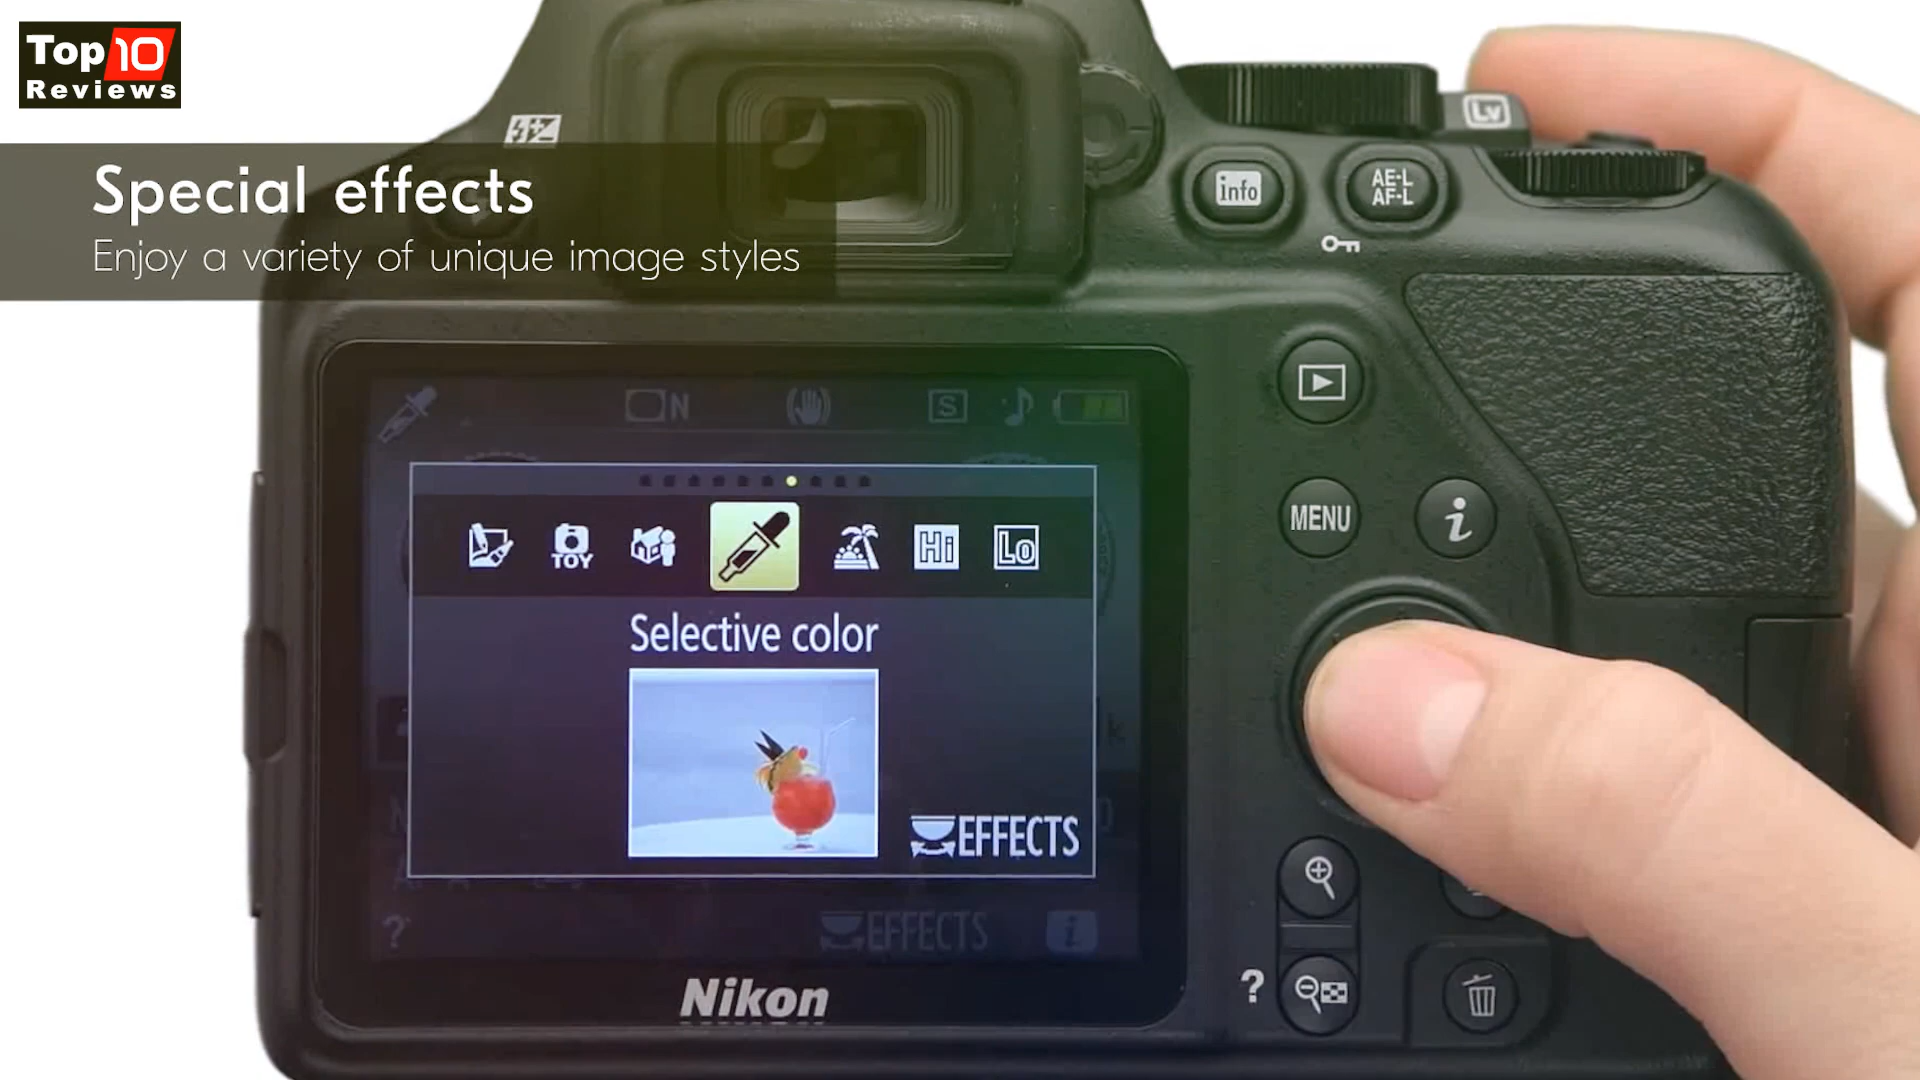 Top 10
Reviews
Lv
Special effects
Enjoy a variety of unique image styles
info
AE-L
AF-L
N
S
TOY
Hi
Lo
MENU
i
Selective color
EFFECTS
? EFFECTS i
Nikon
?